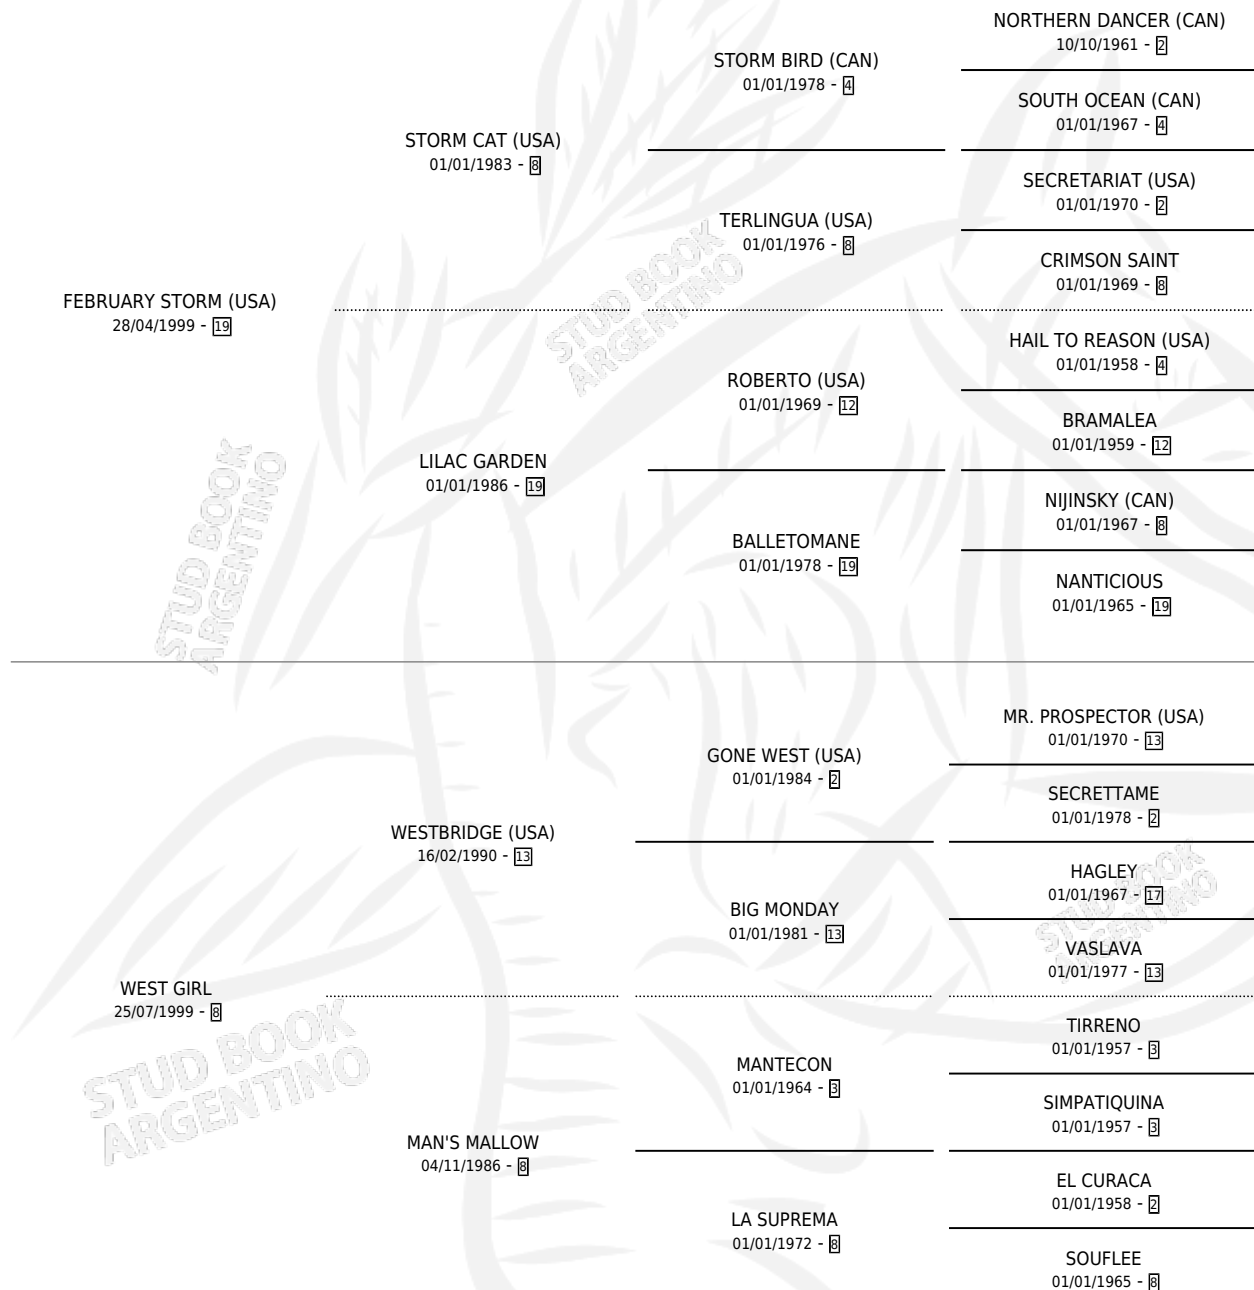 NORTHERN DANCER (CAN)
10/10/1961 - 2
STORM BIRD (CAN)
01/01/1978 - 4
SOUTH OCEAN (CAN)
01/01/1967 - 4
STORM CAT (USA)
01/01/1983 - 8
SECRETARIAT (USA)
01/01/1970 - 2
TERLINGUA (USA)
01/01/1976 - 8
CRIMSON SAINT
01/01/1969 - 8
FEBRUARY STORM (USA)
28/04/1999 - 19
HAIL TO REASON (USA)
01/01/1958 - 4
ROBERTO (USA)
01/01/1969 - 12
BRAMALEA
01/01/1959 - 12
LILAC GARDEN
01/01/1986 - 19
NIJINSKY (CAN)
01/01/1967 - 8
BALLETOMANE
01/01/1978 - 19
NANTICIOUS
01/01/1965 - 19
MR. PROSPECTOR (USA)
01/01/1970 - 13
GONE WEST (USA)
01/01/1984 - 2
SECRETTAME
01/01/1978 - 2
WESTBRIDGE (USA)
16/02/1990 - 13
HAGLEY
01/01/1967 - 17
BIG MONDAY
01/01/1981 - 13
VASLAVA
01/01/1977 - 13
WEST GIRL
25/07/1999 - 8
TIRRENO
01/01/1957 - 3
MANTECON
01/01/1964 - 3
SIMPATIQUINA
01/01/1957 - 3
MAN'S MALLOW
04/11/1986 - 8
EL CURACA
01/01/1958 - 2
LA SUPREMA
01/01/1972 - 8
SOUFLEE
01/01/1965 - 8
STUD BOOK
ARGENTINO
STUD BOOK
ARGENTINO
STUD BOOK
ARGENTINO
STUD BOOK
ARGENTINO